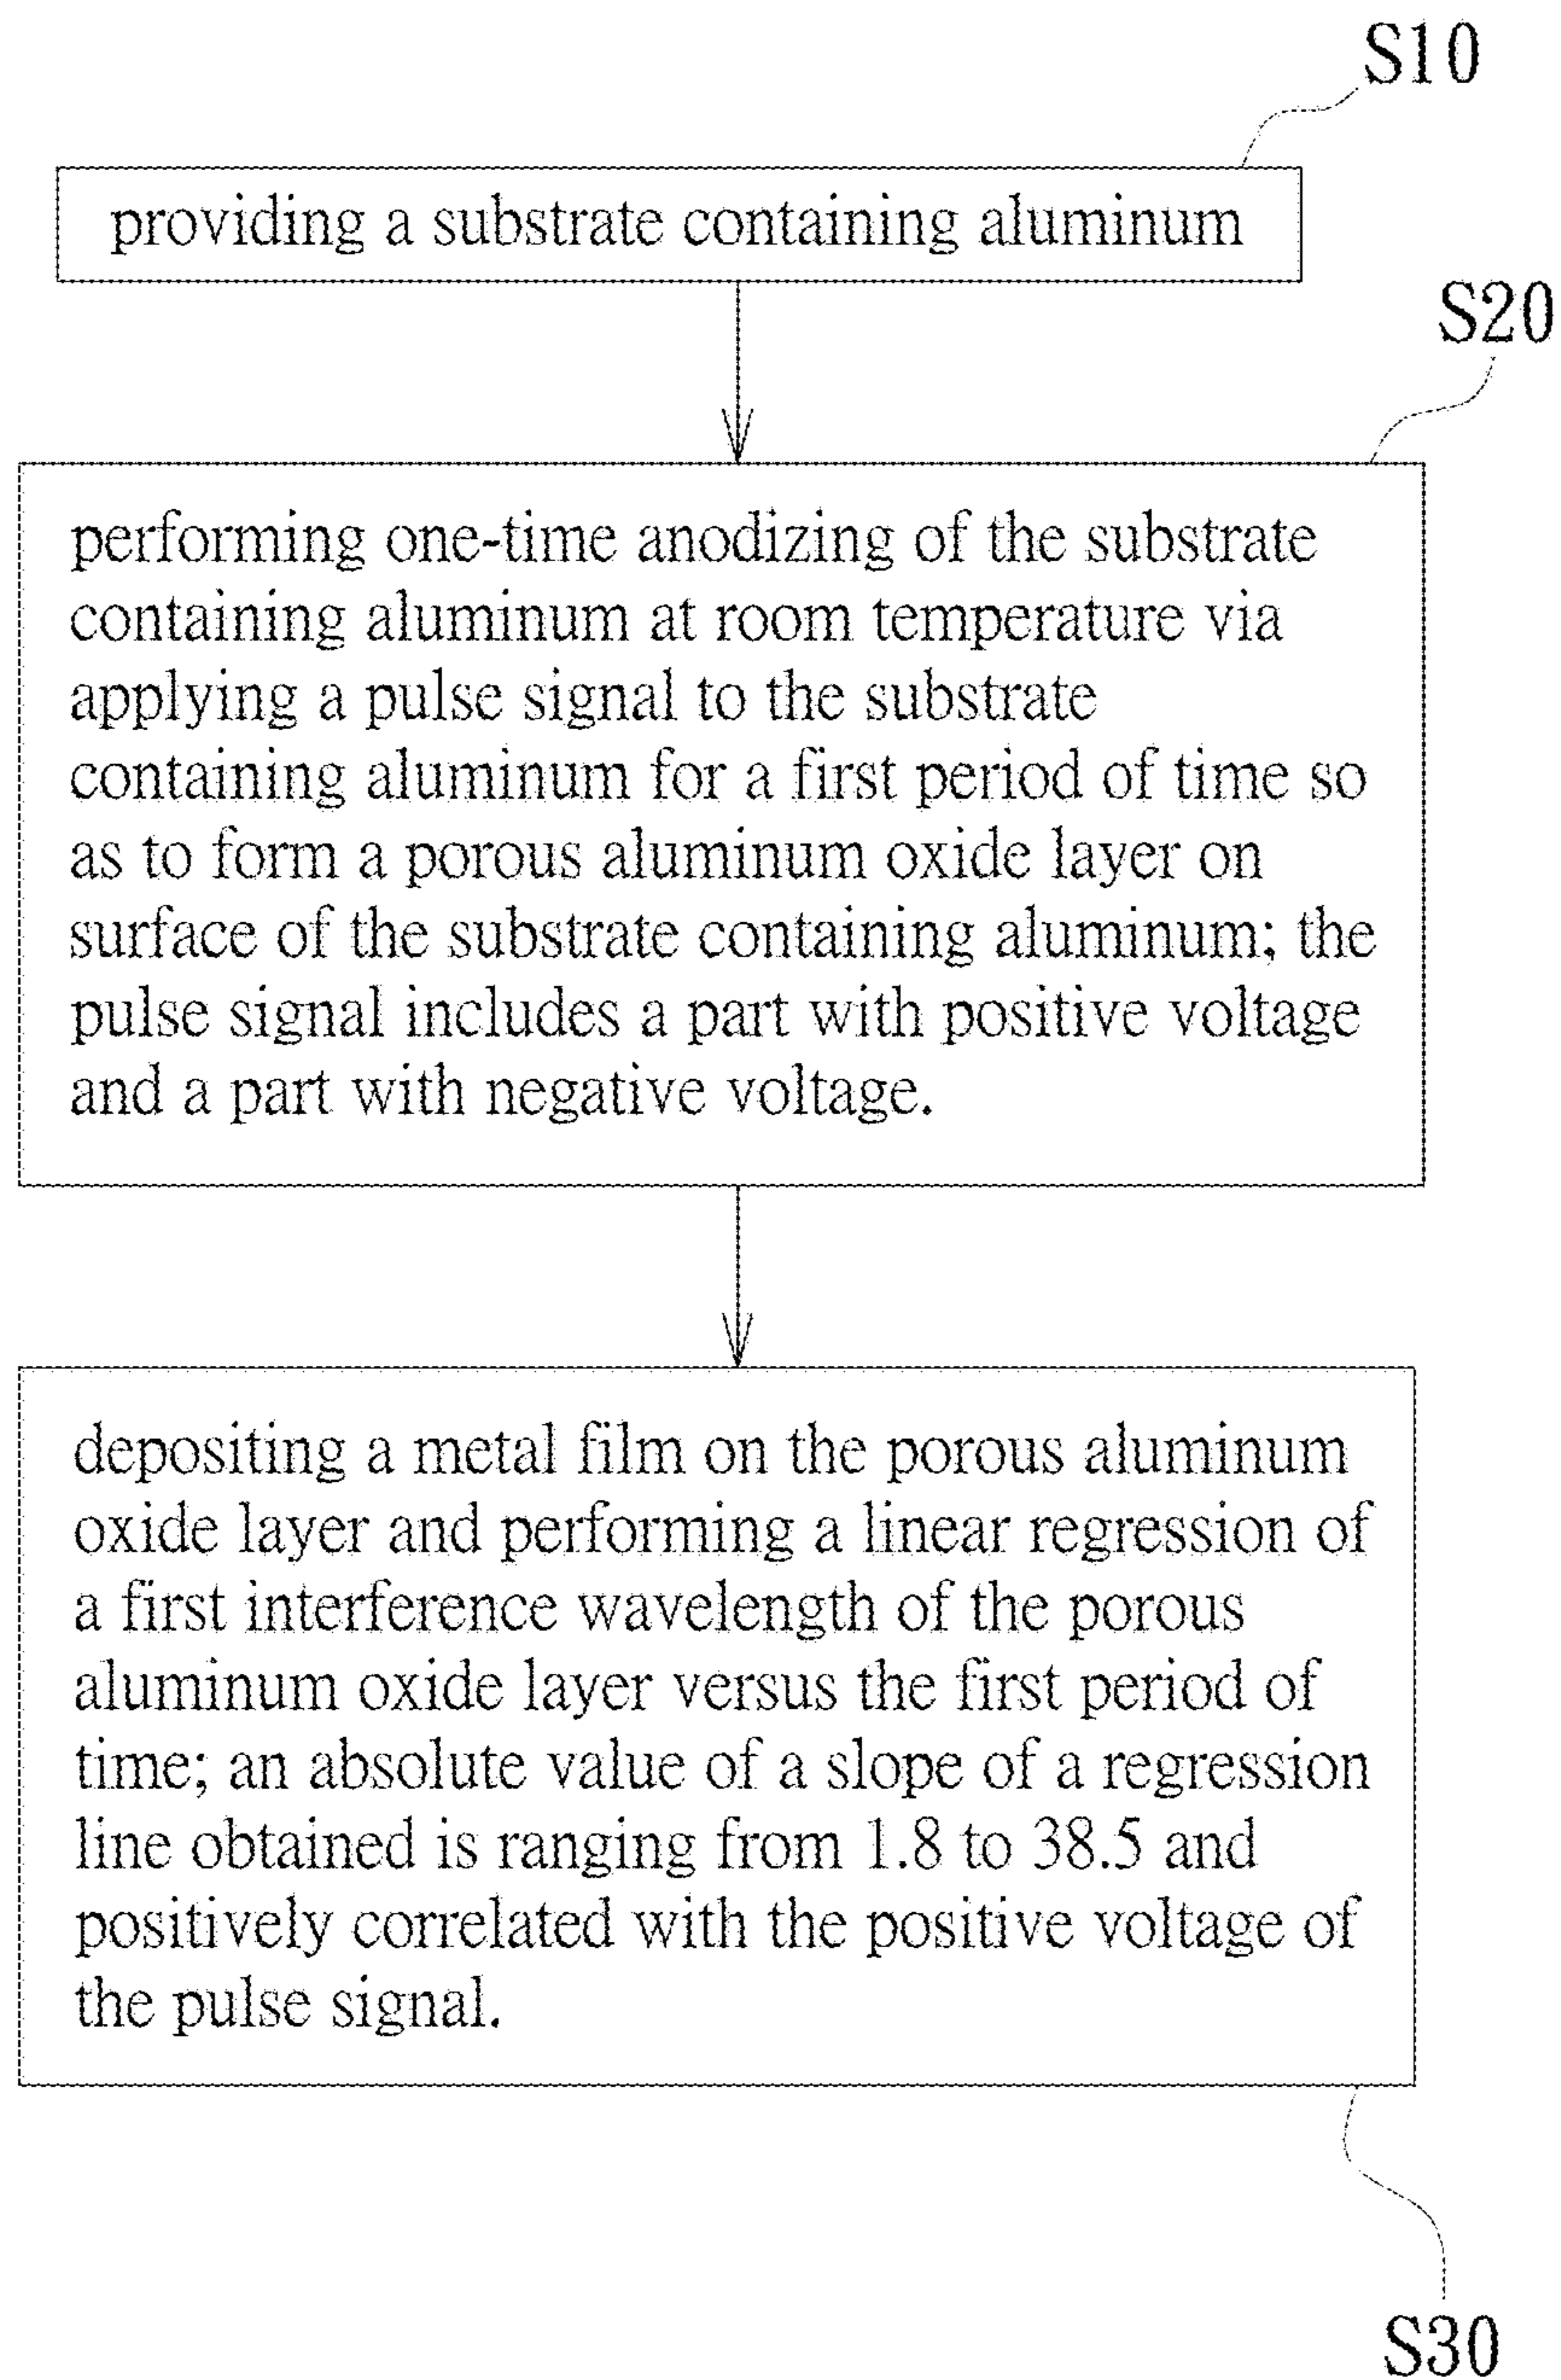 S10
providing a substrate containing aluminum
S20
performing one-time anodizing of the substrate
containing aluminum at room temperature via
applying a pulse signal to the substrate
containing aluminum for a first period of time so
as to form a porous aluminum oxide layer on
surface of the substrate containing aluminum; the
pulse signal includes a part with positive voltage
and a part with negative voltage.
depositing a metal film on the porous aluminum
oxide layer and performing a linear regression of
a first interference wavelength of the porous
aluminum oxide layer versus the first period of
time; an absolute value of a slope of a regression
line obtained is ranging from 1.8 to 38.5 and
positively correlated with the positive voltage of
the pulse signal.
S30